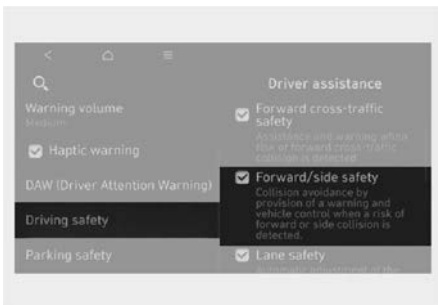 Driver assistance
Warning volume
Medium
Haptic warning
DAW (Driver Attention Warning)
Driving safety
Parking safety
Forward cross-traffic
safety
Assistance and warning when
risk of forward cross-traffic
collision is detected
Forward/side safety
Collision avoidance by
provision of a warning and
vehicle control when a risk of
forward or side collision is
detected.
Lane safety
Automatic adjustment of the